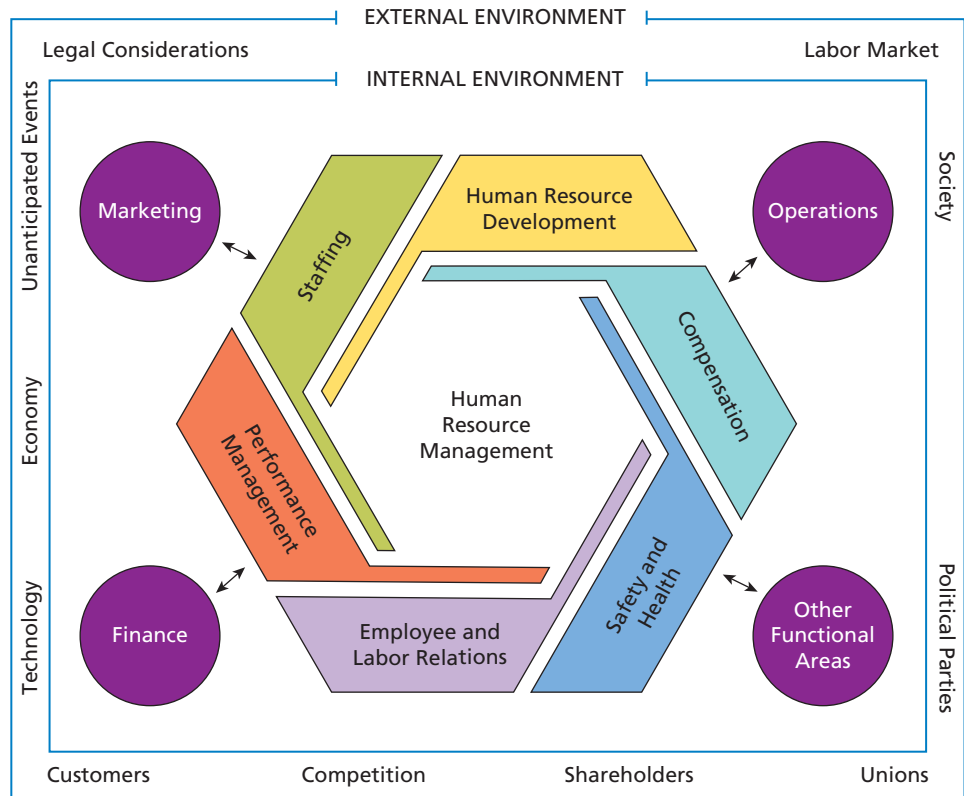 EXTERNAL ENVIRONMENT
Legal Considerations
Labor Market
INTERNAL ENVIRONMENT
Unanticipated Events
Economy
Technology
Society
Political Parties
Marketing
Operations
Staffing
Human Resource
Development
Compensation
Human
Resource
Management
Performance
Management
Safety and
Health
Employee and
Labor Relations
Finance
Other
Functional
Areas
Customers
Competition
Shareholders
Unions